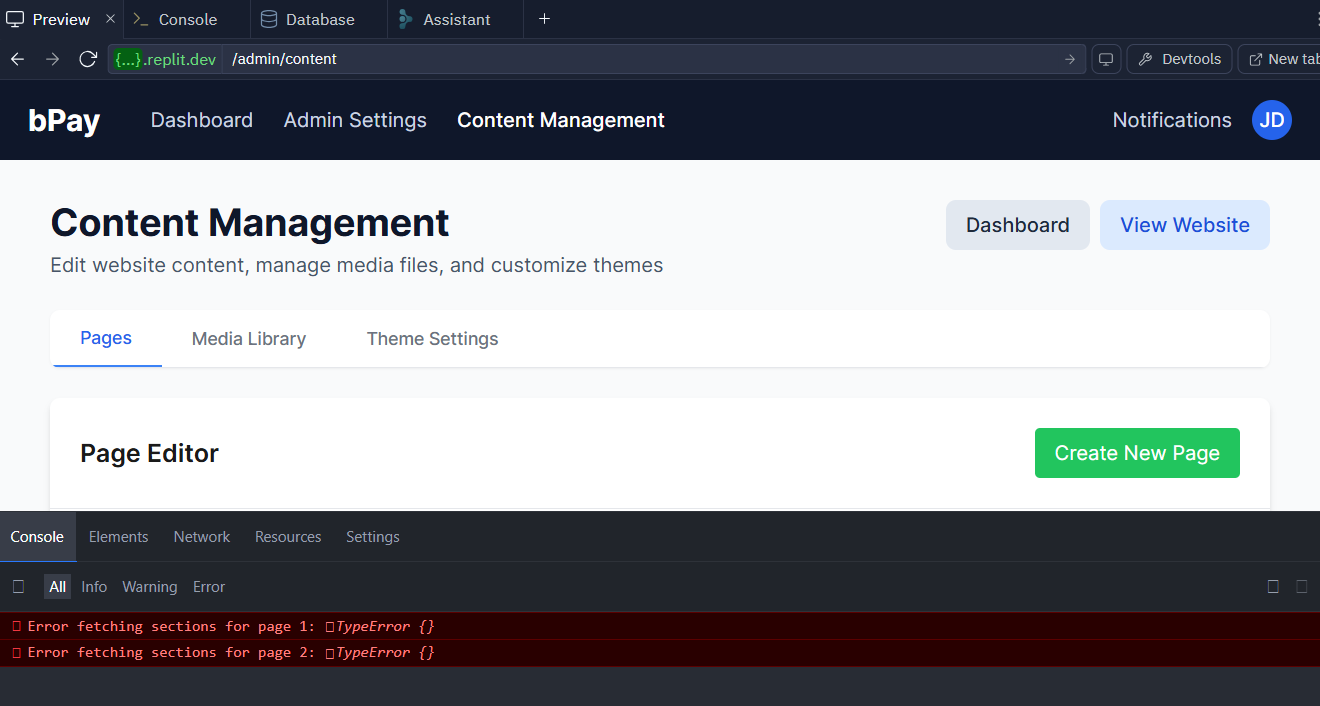 Preview × >_ Console Database Assistant +
{...}.replit.dev /admin/content Devtools New tab
bPay Dashboard Admin Settings Content Management Notifications JD
Content Management
Dashboard View Website
Edit website content, manage media files, and customize themes
Pages Media Library Theme Settings
Page Editor Create New Page
Console Elements Network Resources Settings
All Info Warning Error
Error fetching sections for page 1: TypeError {}
Error fetching sections for page 2: TypeError {}